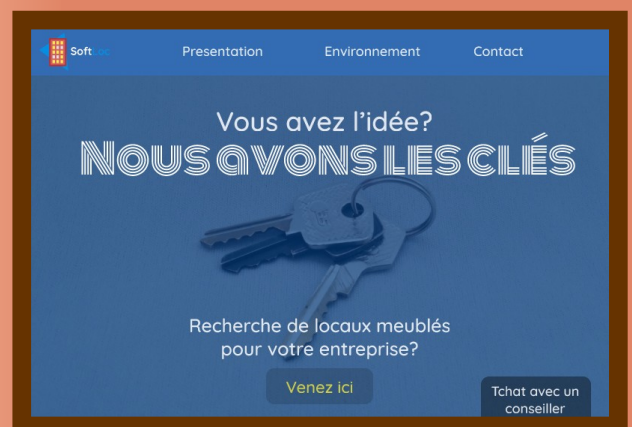 SoftLoc
Presentation Environnement Contact
Vous avez l'idée?
Nous avons les clés
Recherche de locaux meublés
pour votre entreprise?
Venez ici
Tchat avec un
conseiller